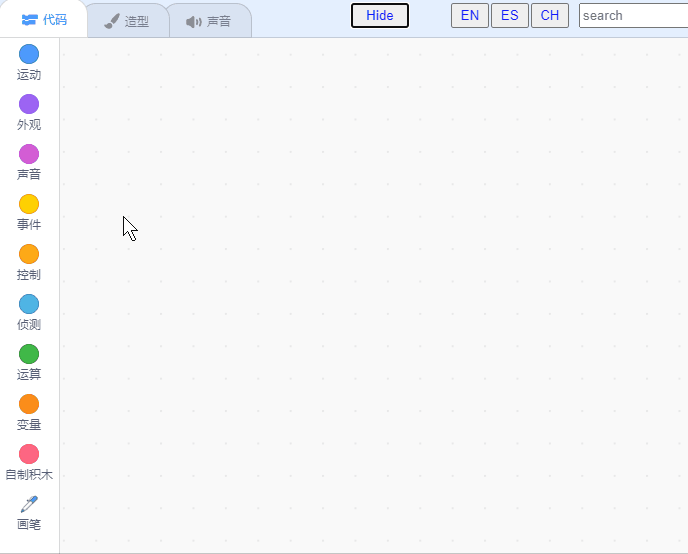 代码 造型 声音 Hide EN ES CH search
运动
外观
声音
事件
控制
侦测
运算
变量
自制积木
画笔